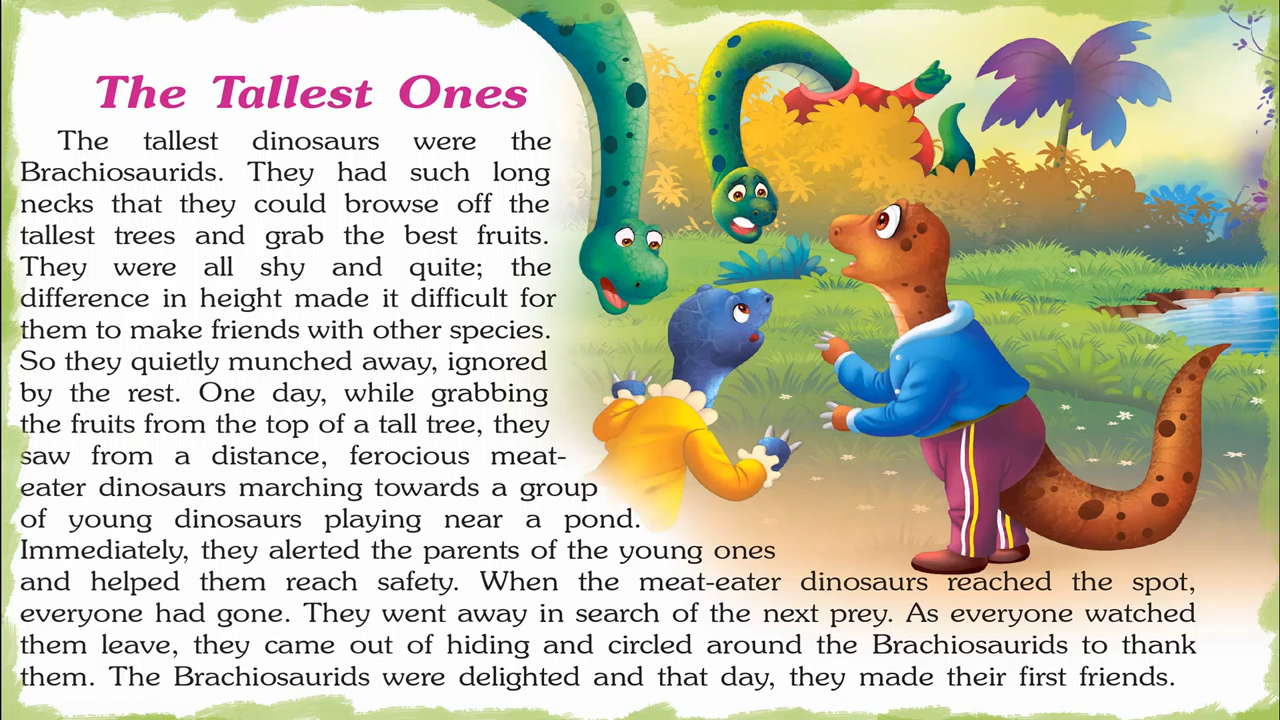 The Tallest Ones
The tallest dinosaurs were the
Brachiosaurids. They had such long
necks that they could browse off the
tallest trees and grab the best fruits.
They were all shy and quite; the
difference in height made it difficult for
them to make friends with other species.
So they quietly munched away, ignored
by the rest. One day, while grabbing
the fruits from the top of a tall tree, they
saw from a distance, ferocious meat-
eater dinosaurs marching towards a group
of young dinosaurs playing near a pond.
Immediately, they alerted the parents of the young ones
and helped them reach safety. When the meat-eater dinosaurs reached the spot,
everyone had gone. They went away in search of the next prey. As everyone watched
them leave, they came out of hiding and circled around the Brachiosaurids to thank
them. The Brachiosaurids were delighted and that day, they made their first friends.